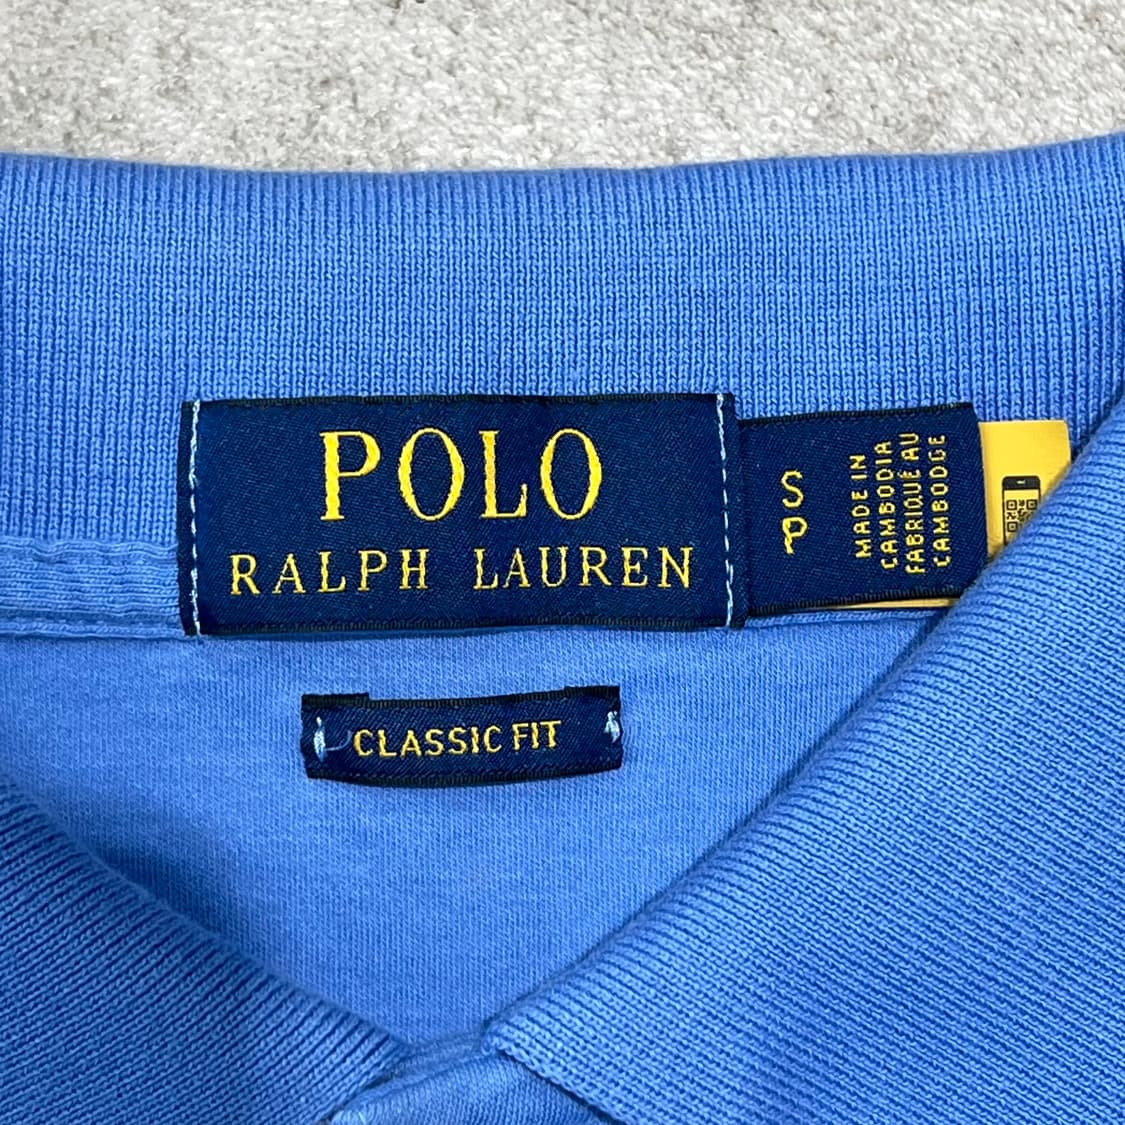 POLO
RALPH LAUREN
S
P
MADE IN
CAMBODIA
FABRIQUÉ AU
CAMBODGE
CLASSIC FIT